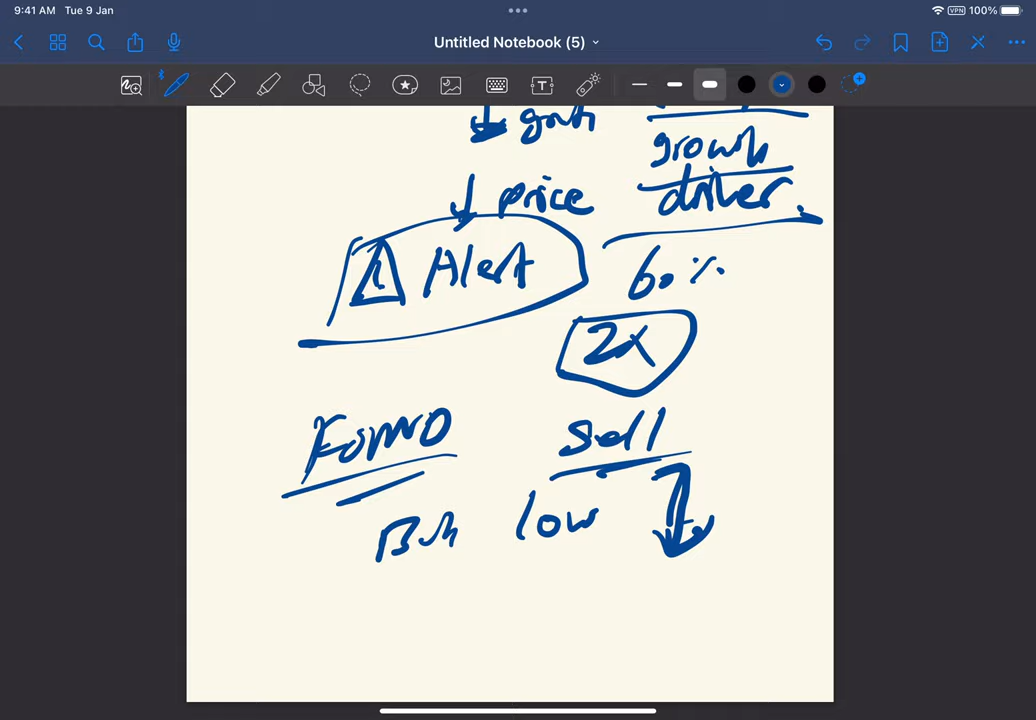 9:41 AM Tue 9 Jan
VPN 100%
Untitled Notebook (5)
T
growth
driver.
↓ price
Alert
60%
2X
FOMO
Sell
low